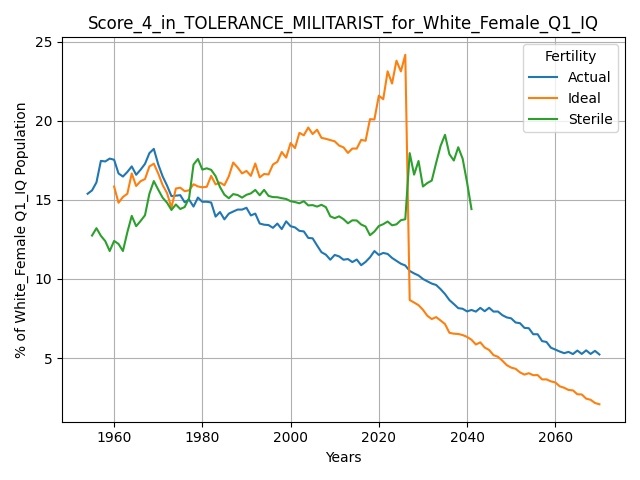 Score_4_in_TOLERANCE_MILITARIST_for_White_Female_Q1_IQ
25
20
15
10
5
% of White_Female Q1_IQ Population
Fertility
Actual
Ideal
Sterile
1960
1980
2000
2020
2040
2060
Years